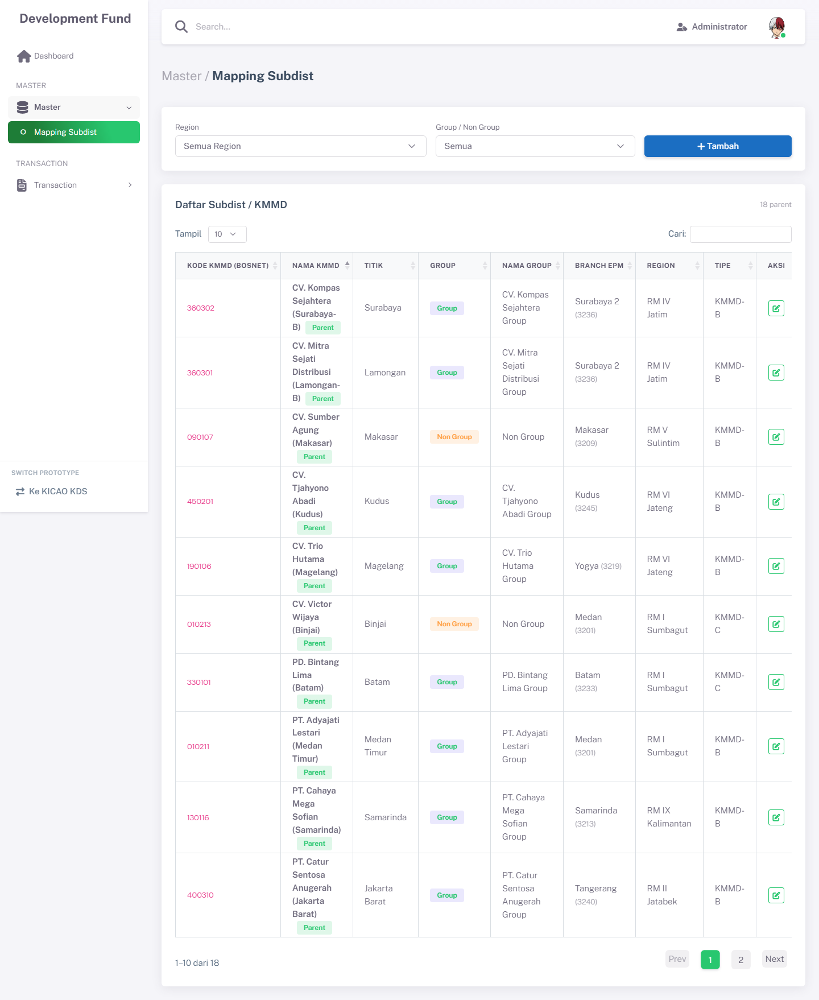 Development Fund
Search...
Administrator
Dashboard
MASTER
Master
Mapping Subdist
TRANSACTION
Transaction
SWITCH PROTOTYPE
Ke KICAO KDS
Master / Mapping Subdist
Region
Group / Non Group
Semua Region
Semua
+ Tambah
Daftar Subdist / KMMD
18 parent
Tampil 10
Cari:
KODE KMMD (BOSNET) NAMA KMMD TITIK GROUP NAMA GROUP BRANCH EPM REGION TIPE AKSI
360302
CV. Kompas
Sejahtera
(Surabaya-
B) Parent
Surabaya
Group
CV. Kompas
Sejahtera
Group
Surabaya 2
(3236)
RM IV
Jatim
KMMD-
B
360301
CV. Mitra
Sejati
Distribusi
(Lamongan-
B) Parent
Lamongan
Group
CV. Mitra
Sejati
Distribusi
Group
Surabaya 2
(3236)
RM IV
Jatim
KMMD-
B
090107
CV. Sumber
Agung
(Makasar)
Parent
Makasar
Non Group
Non Group
Makasar
(3209)
RM V
Sulintim
KMMD-
B
450201
CV.
Tjahyono
Abadi
(Kudus)
Parent
Kudus
Group
CV.
Tjahyono
Abadi Group
Kudus
(3245)
RM VI
Jateng
KMMD-
B
190106
CV. Trio
Hutama
(Magelang)
Parent
Magelang
Group
CV. Trio
Hutama
Group
Yogya (3219)
RM VI
Jateng
KMMD-
B
010213
CV. Victor
Wijaya
(Binjai)
Parent
Binjai
Non Group
Non Group
Medan
(3201)
RM I
Sumbagut
KMMD-
C
330101
PD. Bintang
Lima
(Batam)
Parent
Batam
Group
PD. Bintang
Lima Group
Batam
(3233)
RM I
Sumbagut
KMMD-
C
010211
PT. Adyajati
Lestari
(Medan
Timur)
Parent
Medan
Timur
Group
PT. Adyajati
Lestari
Group
Medan
(3201)
RM I
Sumbagut
KMMD-
B
130116
PT. Cahaya
Mega
Sofian
(Samarinda)
Parent
Samarinda
Group
PT. Cahaya
Mega
Sofian
Group
Samarinda
(3213)
RM IX
Kalimantan
KMMD-
B
400310
PT. Catur
Sentosa
Anugerah
(Jakarta
Barat)
Parent
Jakarta
Barat
Group
PT. Catur
Sentosa
Anugerah
Group
Tangerang
(3240)
RM II
Jatabek
KMMD-
B
1–10 dari 18
Prev 1 2 Next